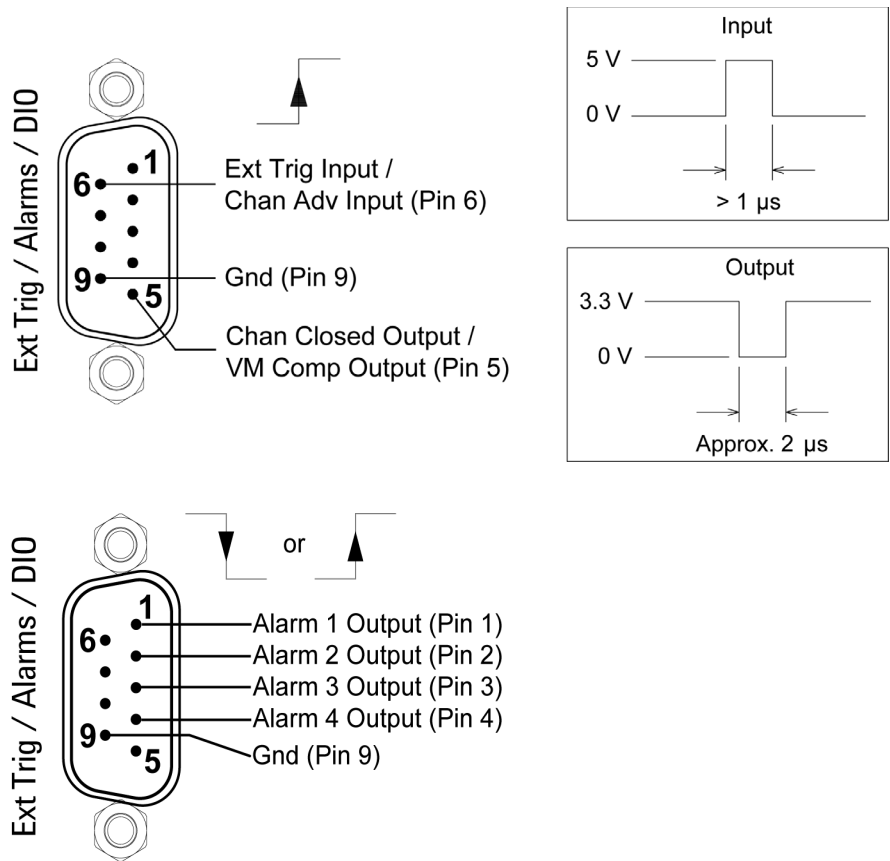 Ext Trig / Alarms / DIO
1
6
9
5
Ext Trig Input /
Chan Adv Input (Pin 6)
Gnd (Pin 9)
Chan Closed Output /
VM Comp Output (Pin 5)
Input
5 V
0 V
> 1 µs
Output
3.3 V
0 V
Approx. 2 µs
Ext Trig / Alarms / DIO
or
1
6
9
5
Alarm 1 Output (Pin 1)
Alarm 2 Output (Pin 2)
Alarm 3 Output (Pin 3)
Alarm 4 Output (Pin 4)
Gnd (Pin 9)